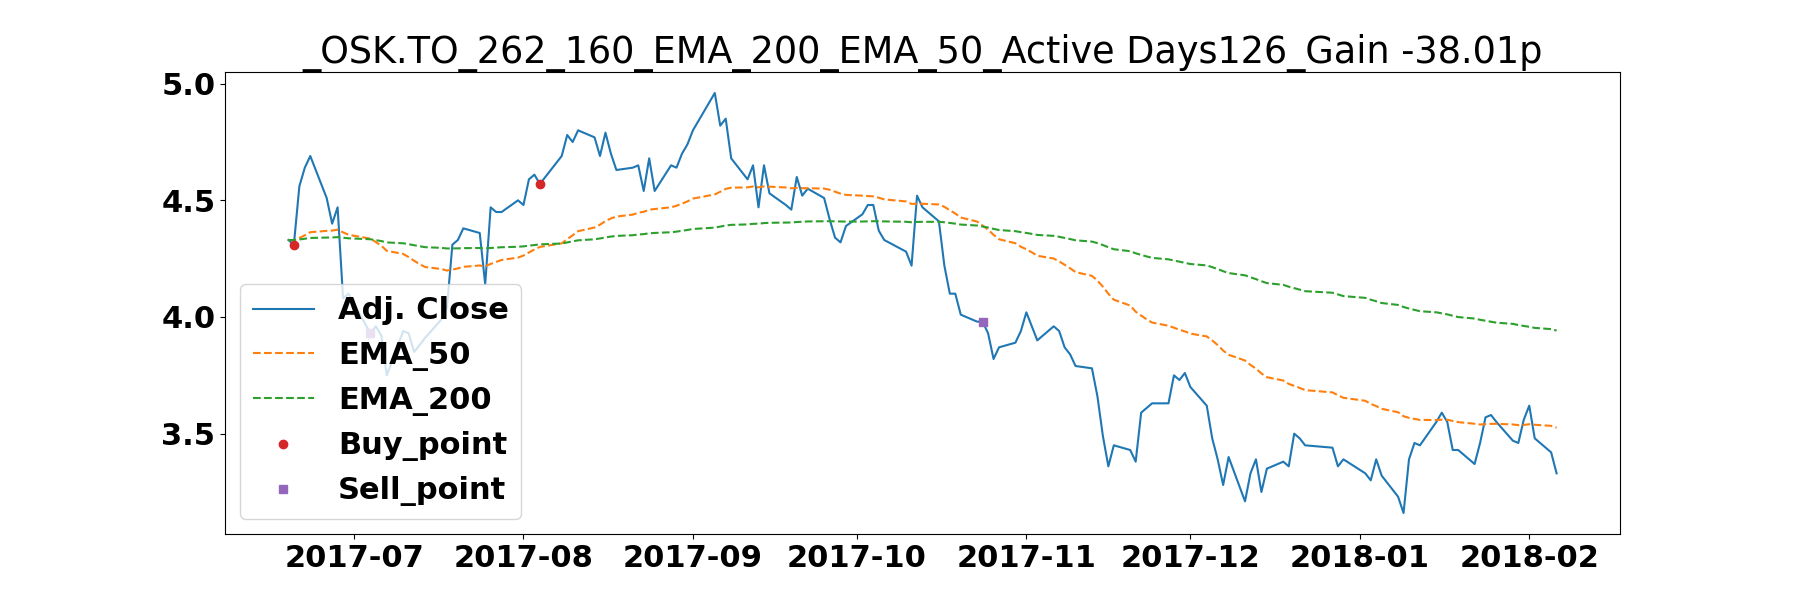 _OSK.TO_262_160_EMA_200_EMA_50_Active Days126_Gain -38.01p
5.0
4.5
4.0
3.5
Adj. Close
EMA_50
EMA_200
Buy_point
Sell_point
2017-07 2017-08 2017-09 2017-10 2017-11 2017-12 2018-01 2018-02